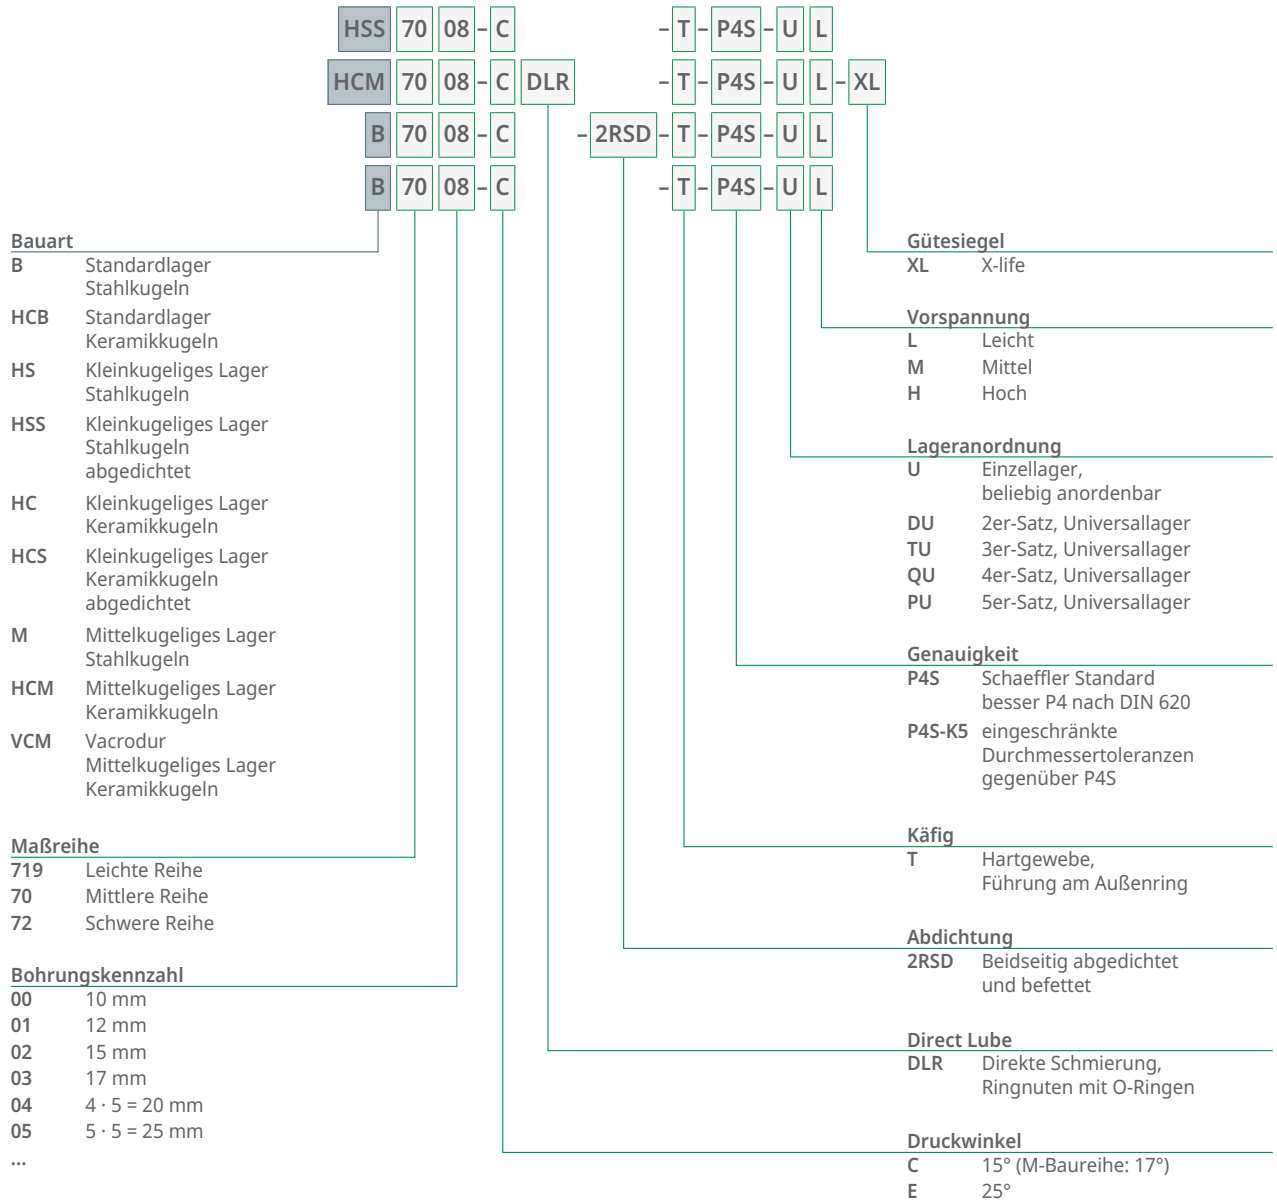 HSS 70 08 – C – T – P4S – U L
HCM 70 08 – C DLR – T – P4S – U L – XL
B 70 08 – C – 2RSD – T – P4S – U L
B 70 08 – C – T – P4S – U L
Bauart
B Standardlager
Stahlkugeln
HCB Standardlager
Keramikkugeln
HS Kleinkugeliges Lager
Stahlkugeln
HSS Kleinkugeliges Lager
Stahlkugeln
abgedichtet
HC Kleinkugeliges Lager
Keramikkugeln
HCS Kleinkugeliges Lager
Keramikkugeln
abgedichtet
M Mittelkugeliges Lager
Stahlkugeln
HCM Mittelkugeliges Lager
Keramikkugeln
VCM Vacrodur
Mittelkugeliges Lager
Keramikkugeln
Maßreihe
719 Leichte Reihe
70 Mittlere Reihe
72 Schwere Reihe
Bohrungskennzahl
00 10 mm
01 12 mm
02 15 mm
03 17 mm
04 4 · 5 = 20 mm
05 5 · 5 = 25 mm
...
Gütesiegel
XL X-life
Vorspannung
L Leicht
M Mittel
H Hoch
Lageranordnung
U Einzellager,
beliebig anordenbar
DU 2er-Satz, Universallager
TU 3er-Satz, Universallager
QU 4er-Satz, Universallager
PU 5er-Satz, Universallager
Genauigkeit
P4S Schaeffler Standard
besser P4 nach DIN 620
P4S-K5 eingeschränkte
Durchmessertoleranzen
gegenüber P4S
Käfig
T Hartgewebe,
Führung am Außenring
Abdichtung
2RSD Beidseitig abgedichtet
und befettet
Direct Lube
DLR Direkte Schmierung,
Ringnuten mit O-Ringen
Druckwinkel
C 15° (M-Baureihe: 17°)
E 25°